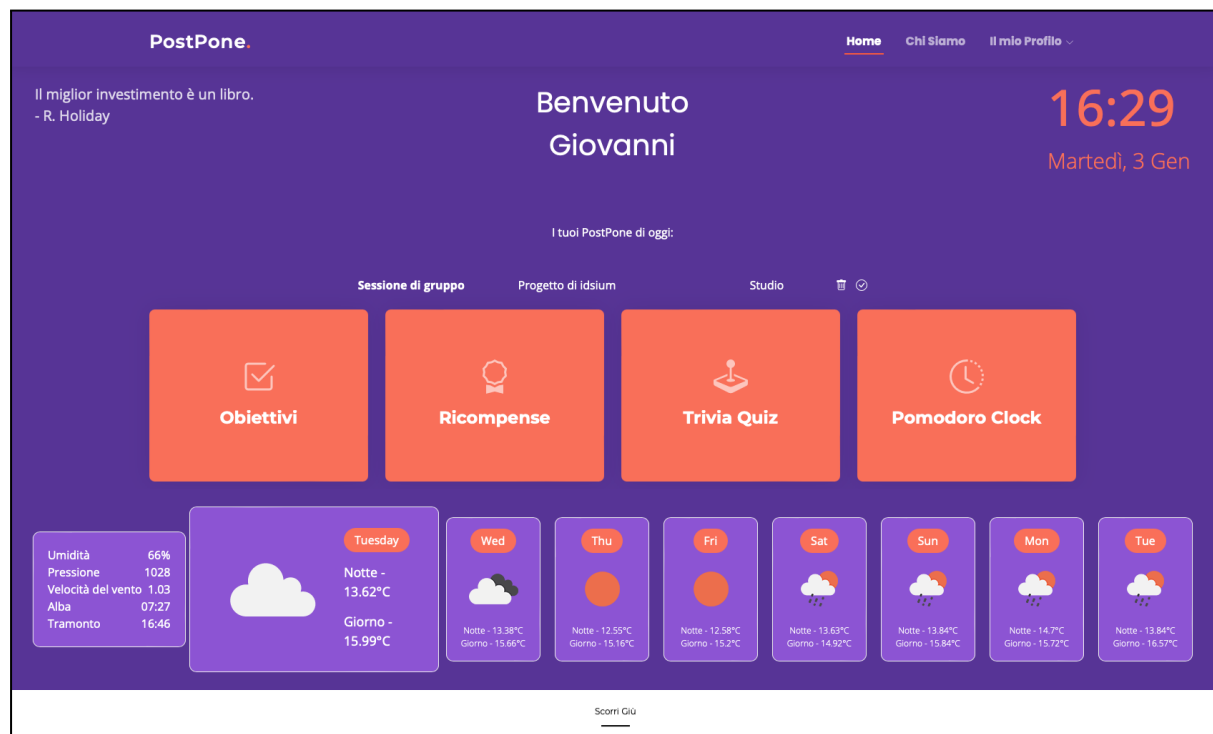 PostPone.
Home Chi Siamo Il mio Profilo
Il miglior investimento è un libro.
- R. Holiday
Benvenuto
Giovanni
16:29
Martedì, 3 Gen
I tuoi PostPone di oggi:
Sessione di gruppo Progetto di idsium Studio
Obiettivi
Ricompense
Trivia Quiz
Pomodoro Clock
Umidità 66%
Pressione 1028
Velocità del vento 1.03
Alba 07:27
Tramonto 16:46
Tuesday
Notte -
13.62°C
Giorno -
15.99°C
Wed
Notte - 13.38°C
Giorno - 15.66°C
Thu
Notte - 12.55°C
Giorno - 15.16°C
Fri
Notte - 12.58°C
Giorno - 15.2°C
Sat
Notte - 13.63°C
Giorno - 14.92°C
Sun
Notte - 13.84°C
Giorno - 15.84°C
Mon
Notte - 14.7°C
Giorno - 15.72°C
Tue
Notte - 13.84°C
Giorno - 16.57°C
Scorri Giù